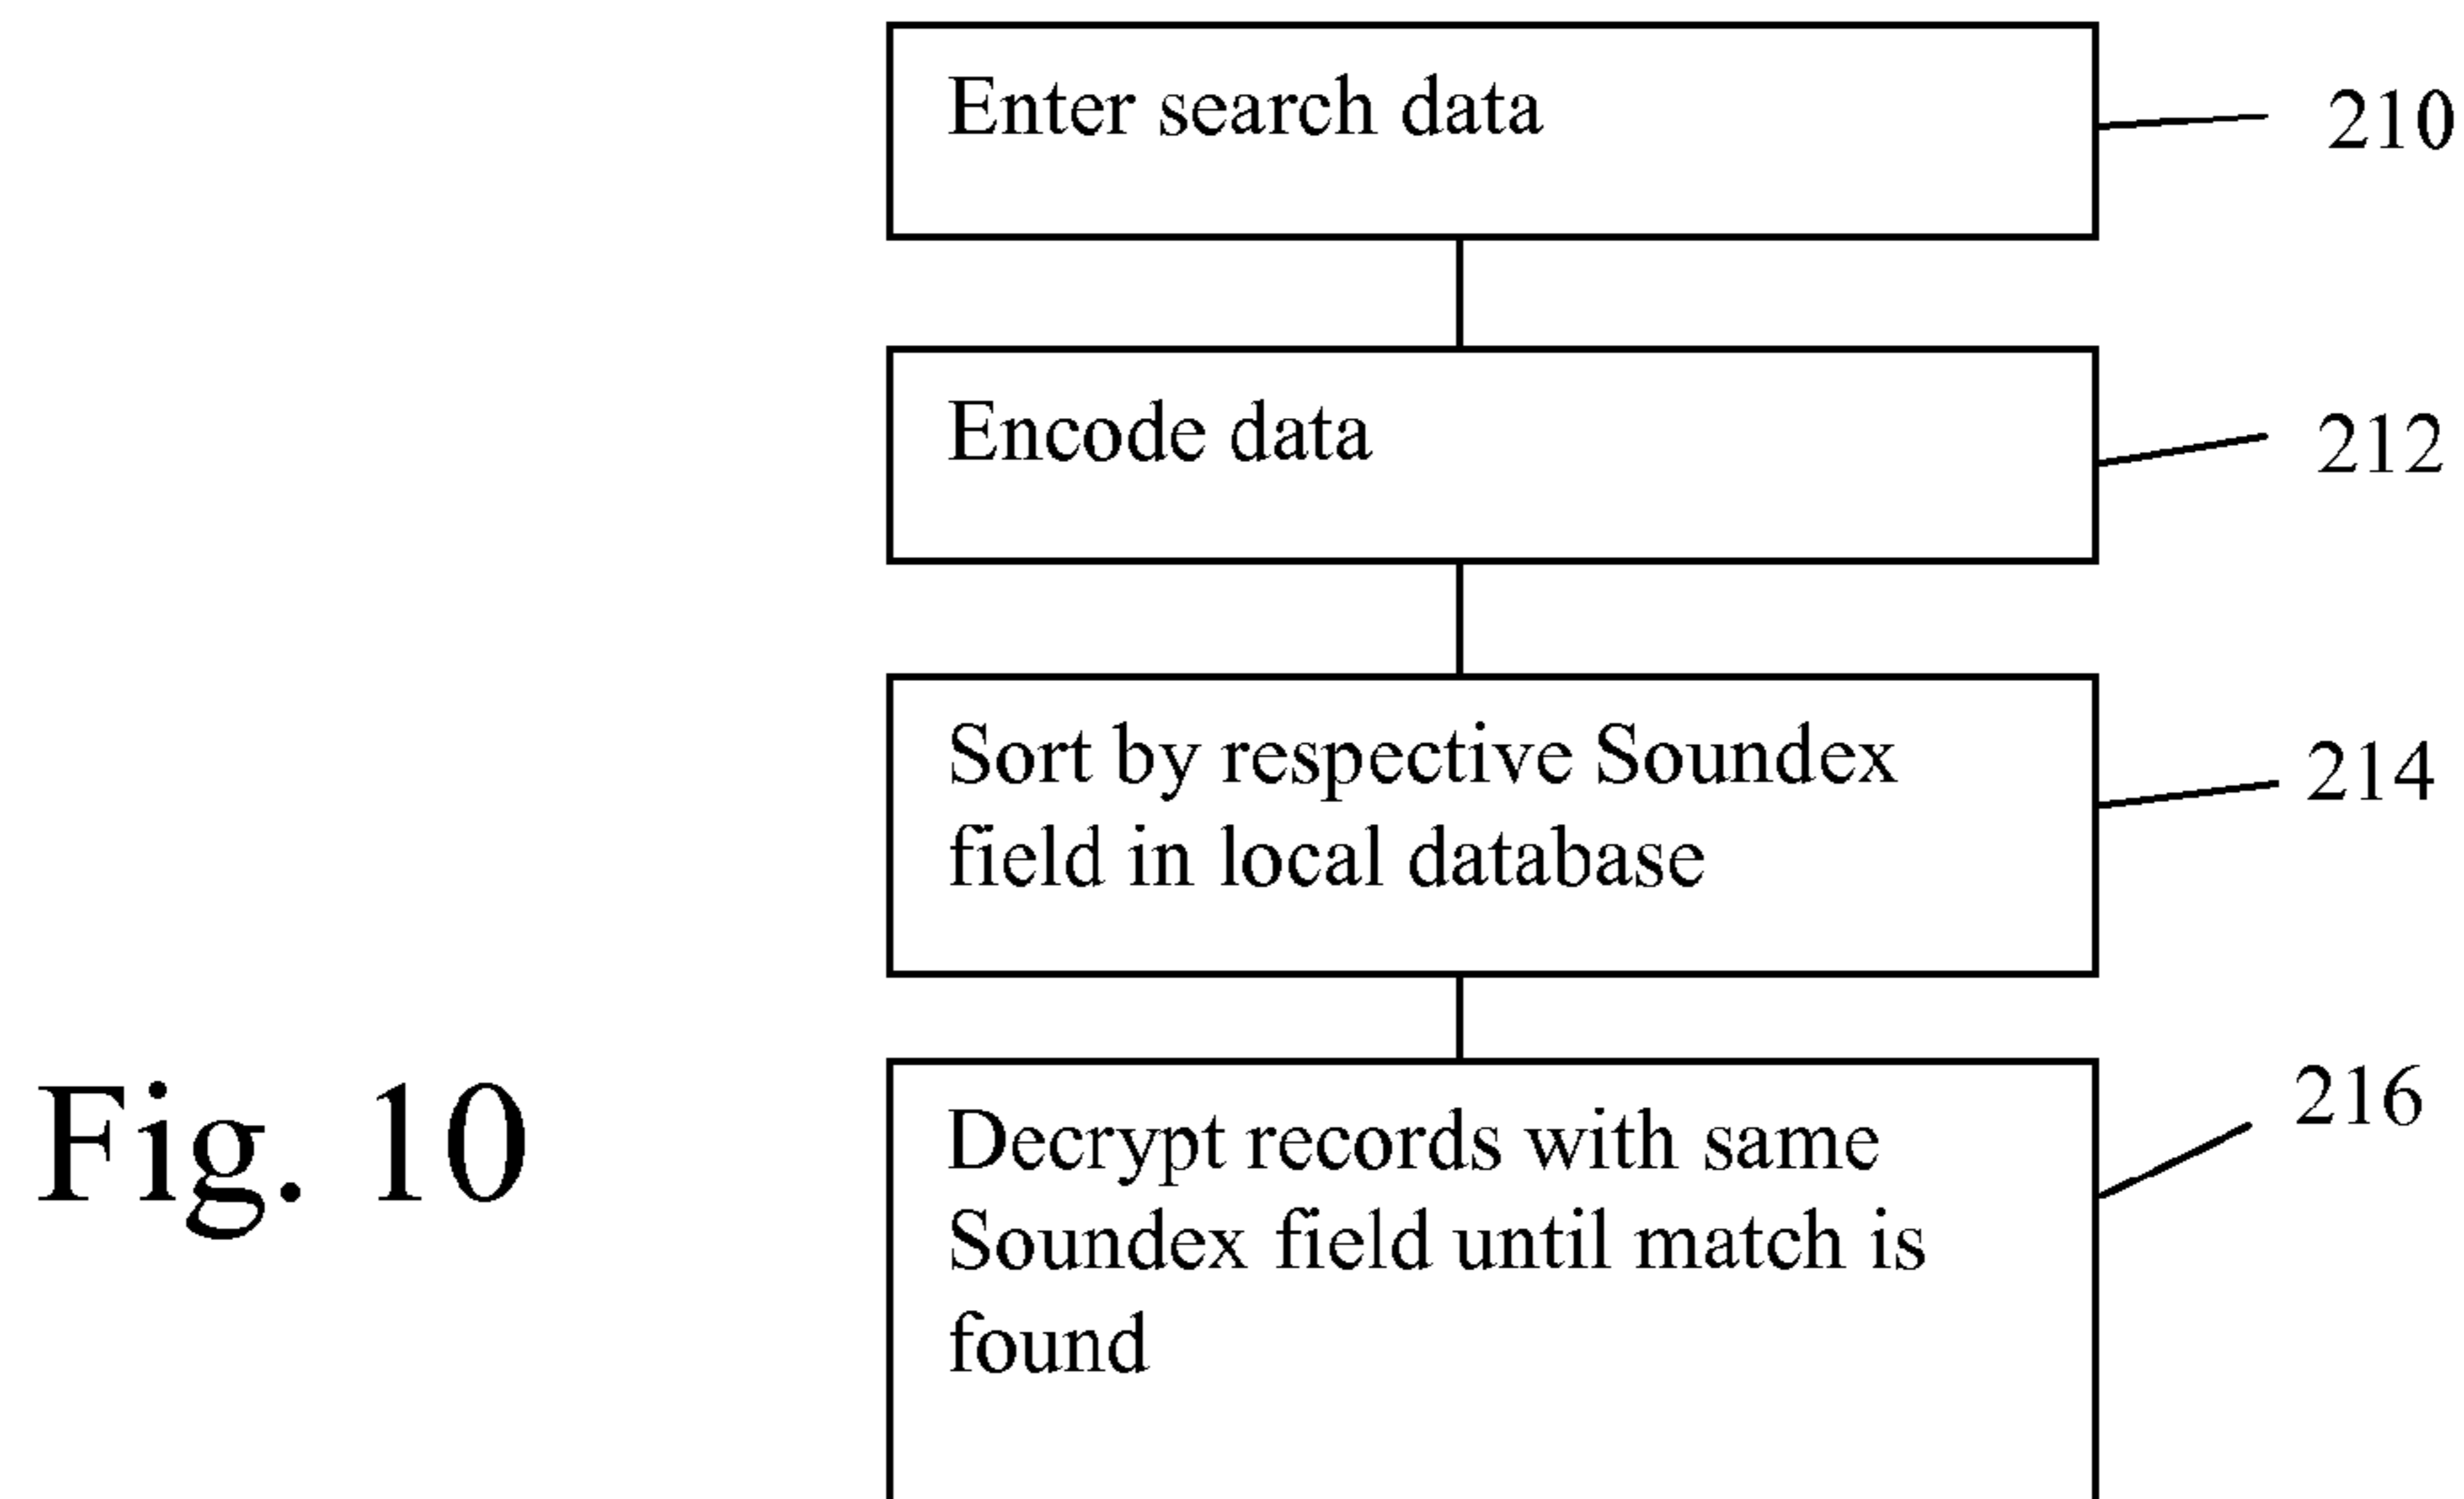 Enter search data
210
Encode data
212
Sort by respective Soundex
field in local database
214
Decrypt records with same
Soundex field until match is
found
216
Fig. 10